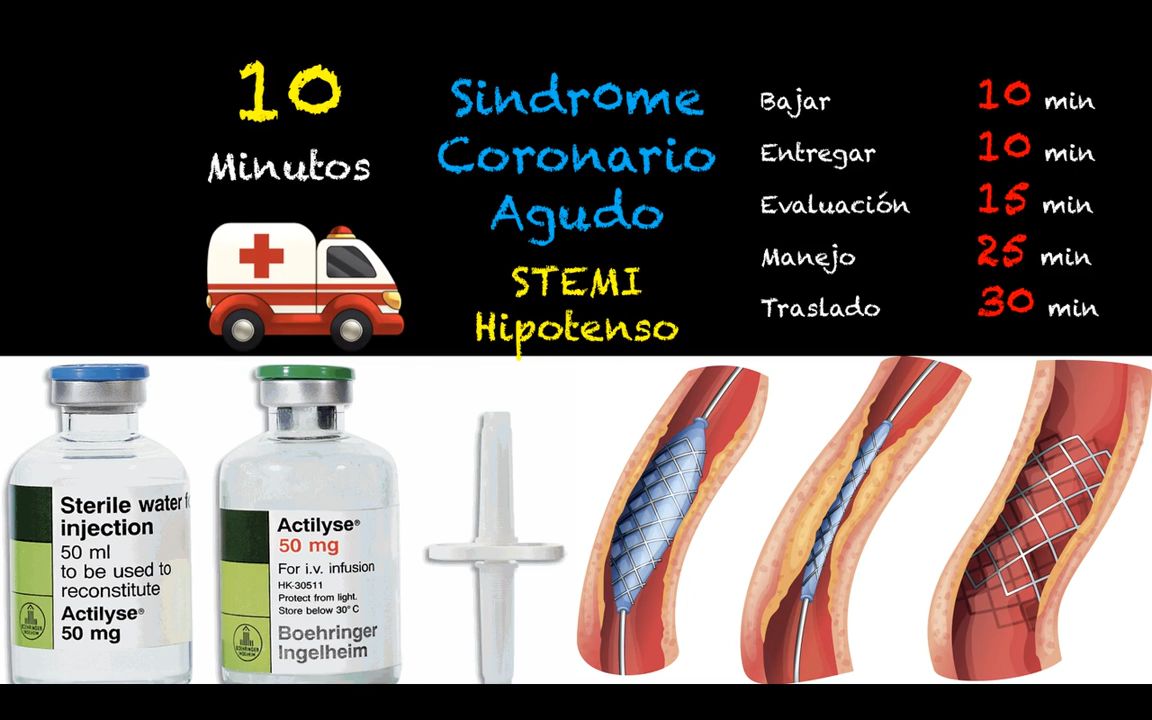 10
Minutos
Sindrome
Coronario
Agudo
STEMI
Hipotenso
Bajar 10 min
Entregar 10 min
Evaluación 15 min
Manejo 25 min
Traslado 30 min
Sterile water f
injection
50 ml
to be used to
reconstitute
Actilyse®
50 mg
Actilyse®
50 mg
For i.v. infusion
HK-30511
Protect from light.
Store below 30°C
Boehringer
Ingelheim